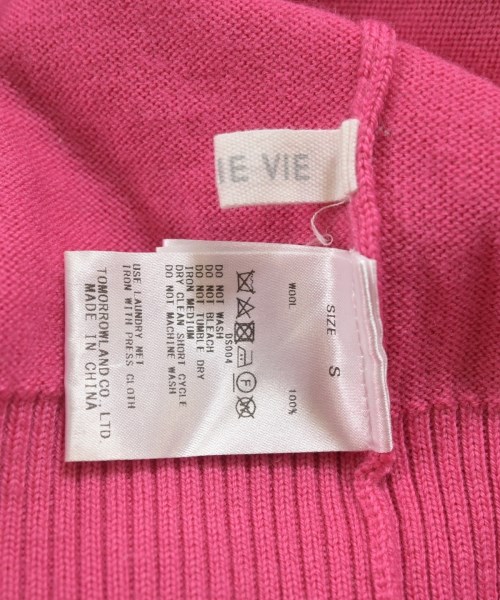 IE VIE
SIZE S
WOOL 100%
DS004
DO NOT WASH
DO NOT BLEACH
DO NOT TUMBLE DRY
IRON MEDIUM
DRY CLEAN SHORT CYCLE
DO NOT MACHINE WASH
USE LAUNDRY NET
IRON WITH PRESS CLOTH
TOMORROWLAND CO., LTD.
MADE IN CHINA